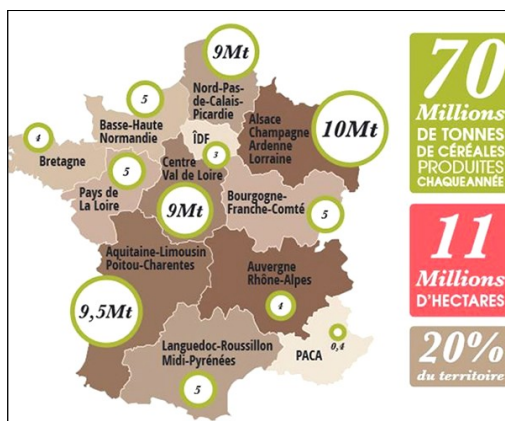 9Mt
Nord-Pas-
de-Calais-
Picardie
5
Basse-Haute
Normandie
Alsace
Champagne
Ardenne
Lorraine
10Mt
4
Bretagne
ÎDF
3
5
Pays de
La Loire
Centre
Val de Loire
9Mt
Bourgogne-
Franche-Comté
5
Aquitaine-Limousin
Poitou-Charentes
9,5Mt
Auvergne
Rhône-Alpes
4
Languedoc-Roussillon
Midi-Pyrénées
5
PACA
0,4
70
Millions
DE TONNES
DE CÉRÉALES
PRODUITES
CHAQUE ANNÉE
11
Millions
D'HECTARES
20%
du territoire